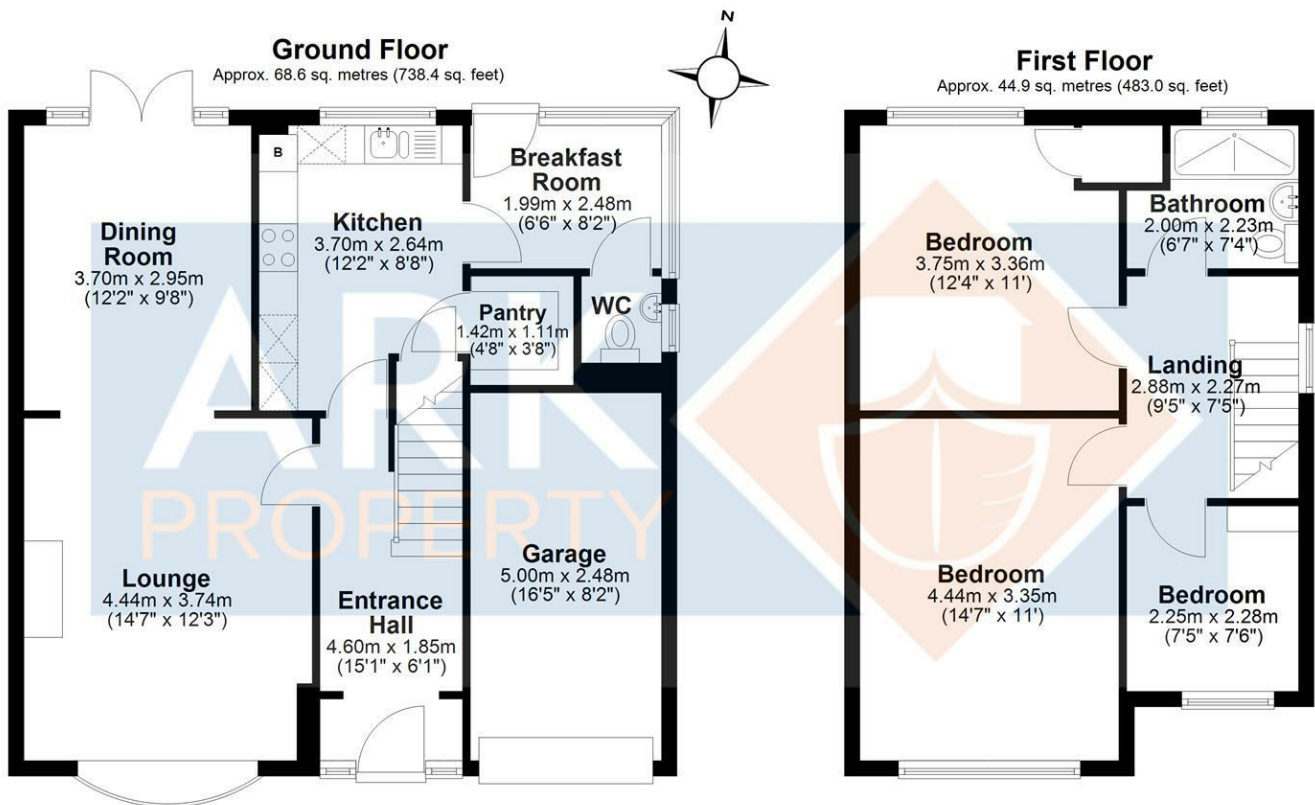 Ground Floor
Approx. 68.6 sq. metres (738.4 sq. feet)
N
First Floor
Approx. 44.9 sq. metres (483.0 sq. feet)
B
Dining
Room
3.70m x 2.95m
(12'2" x 9'8")
Kitchen
3.70m x 2.64m
(12'2" x 8'8")
Breakfast
Room
1.99m x 2.48m
(6'6" x 8'2")
Pantry
1.42m x 1.11m
(4'8" x 3'8")
WC
Lounge
4.44m x 3.74m
(14'7" x 12'3")
Entrance
Hall
4.60m x 1.85m
(15'1" x 6'1")
Garage
5.00m x 2.48m
(16'5" x 8'2")
Bedroom
3.75m x 3.36m
(12'4" x 11')
Bathroom
2.00m x 2.23m
(6'7" x 7'4")
Landing
2.88m x 2.27m
(9'5" x 7'5")
Bedroom
4.44m x 3.35m
(14'7" x 11')
Bedroom
2.25m x 2.28m
(7'5" x 7'6")
ARK
PROPERTY